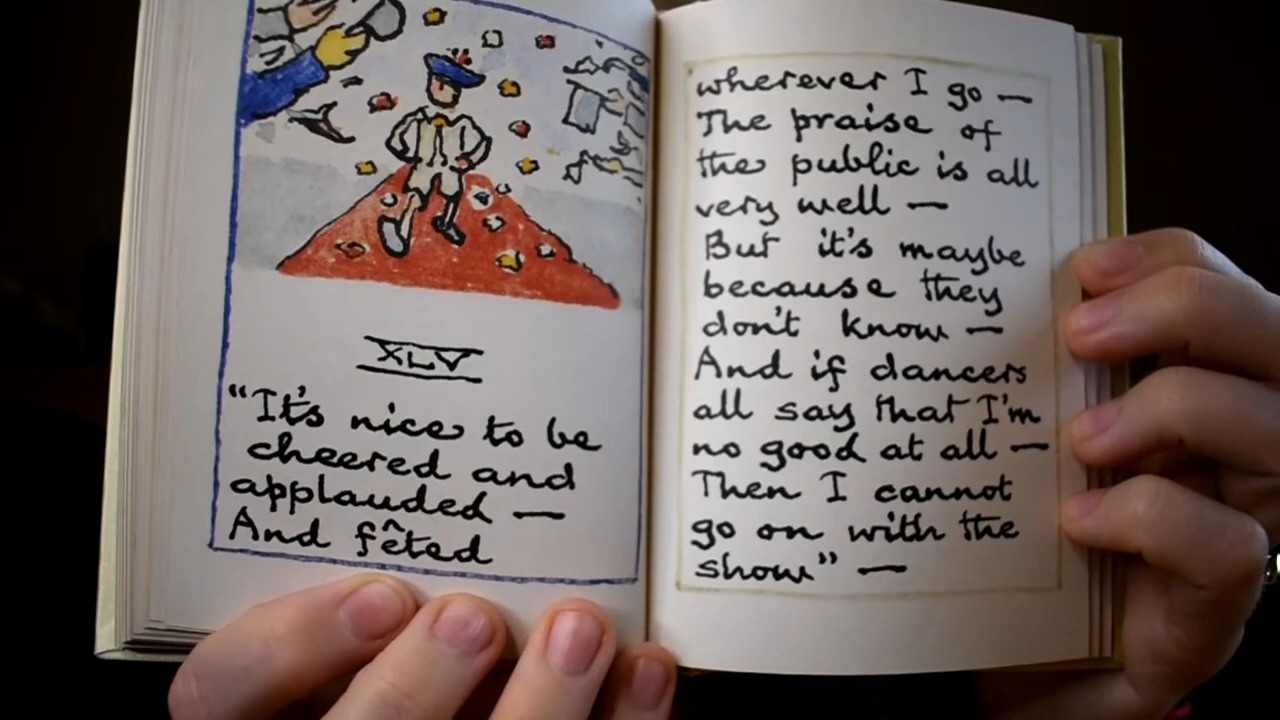 XLV
"It's nice to be
cheered and
applauded —
And fêted
wherever I go —
The praise of
the public is all
very well —
But it's maybe
because they
don't know —
And if dancers
all say that I'm
no good at all —
Then I cannot
go on with the
show" —